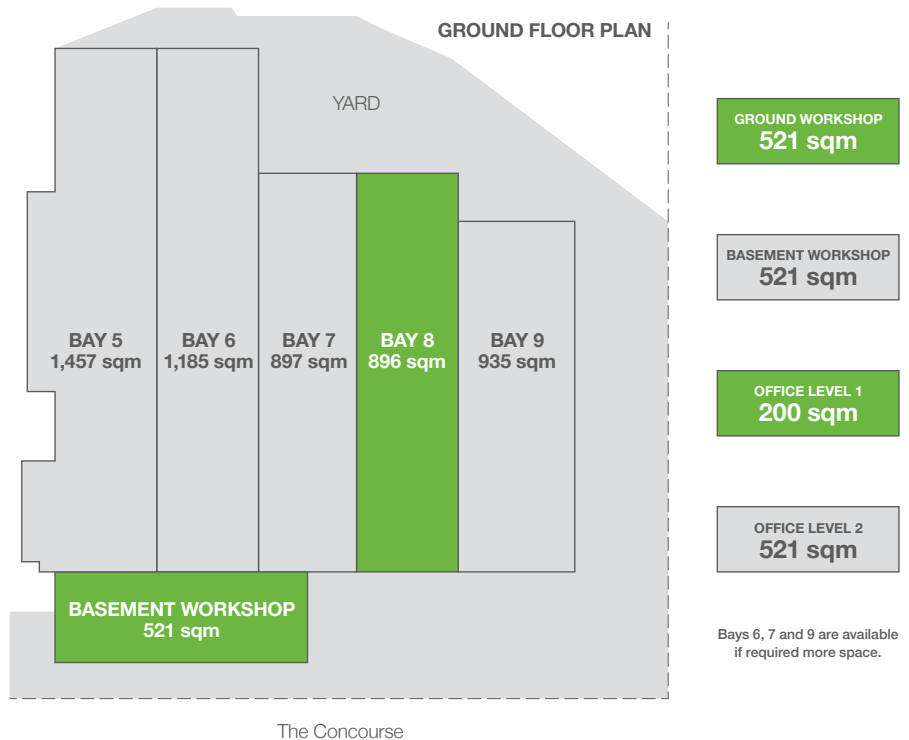 GROUND FLOOR PLAN
YARD
BAY 5
1,457 sqm
BAY 6
1,185 sqm
BAY 7
897 sqm
BAY 8
896 sqm
BAY 9
935 sqm
BASEMENT WORKSHOP
521 sqm
The Concourse
GROUND WORKSHOP
521 sqm
BASEMENT WORKSHOP
521 sqm
OFFICE LEVEL 1
200 sqm
OFFICE LEVEL 2
521 sqm
Bays 6, 7 and 9 are available
if required more space.